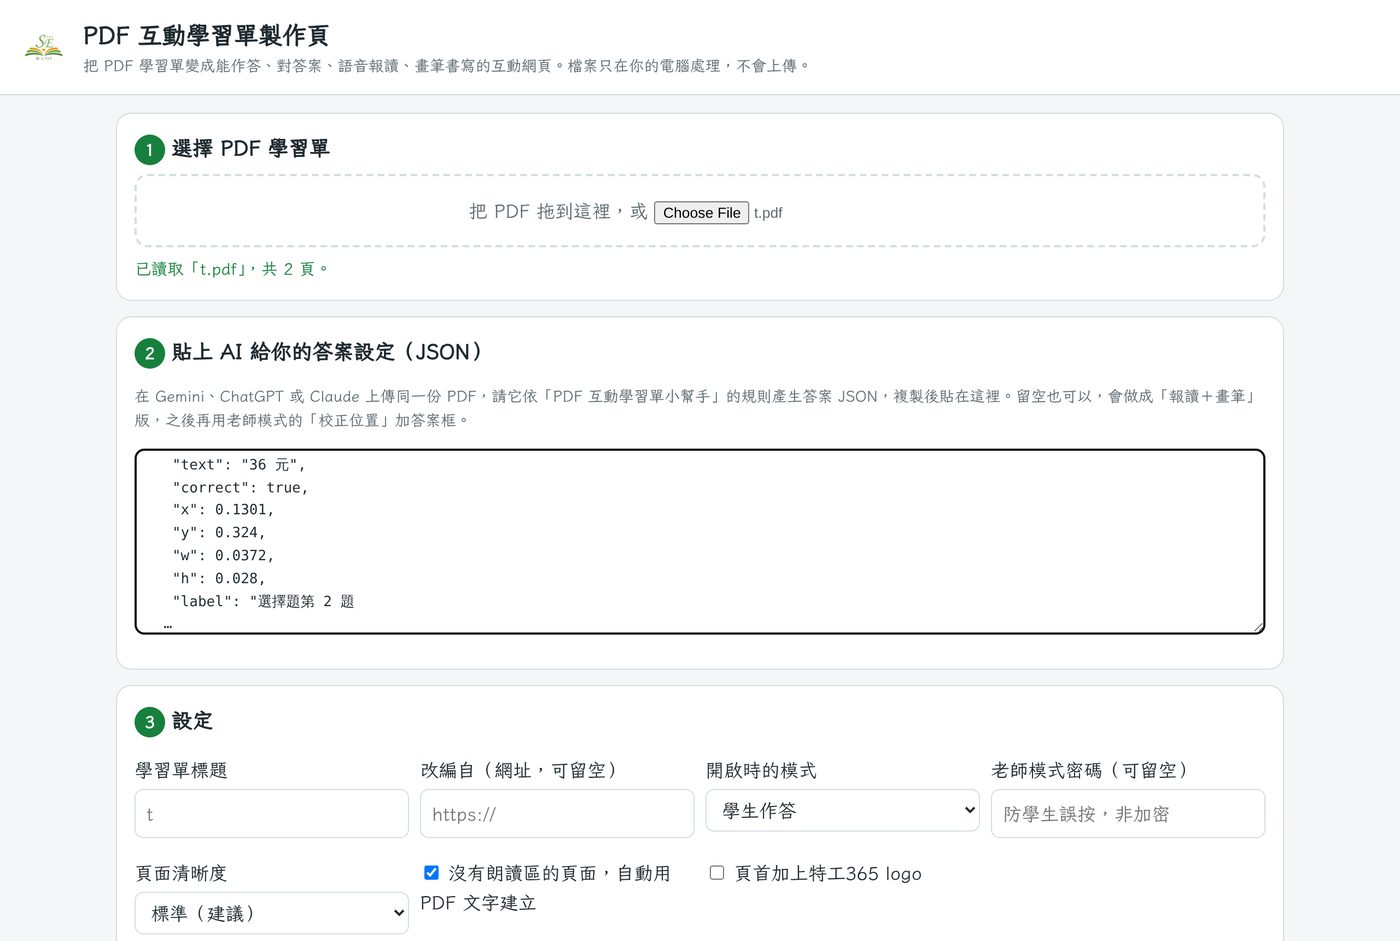 PDF 互動學習單製作頁
把 PDF 學習單變成能作答、對答案、語音報讀、畫筆書寫的互動網頁。檔案只在你的電腦處理，不會上傳。
1 選擇 PDF 學習單
把 PDF 拖到這裡，或 Choose File t.pdf
已讀取「t.pdf」，共 2 頁。
2 貼上 AI 給你的答案設定（JSON）
在 Gemini、ChatGPT 或 Claude 上傳同一份 PDF，請它依「PDF 互動學習單小幫手」的規則產生答案 JSON，複製後貼在這裡。留空也可以，會做成「報讀＋畫筆」
版，之後再用老師模式的「校正位置」加答案框。
"text": "36 元",
"correct": true,
"x": 0.1301,
"y": 0.324,
"w": 0.0372,
"h": 0.028,
"label": "選擇題第 2 題
…
3 設定
學習單標題 改編自（網址，可留空） 開啟時的模式 老師模式密碼（可留空）
t https:// 學生作答 防學生誤按，非加密
頁面清晰度 沒有朗讀區的頁面，自動用 頁首加上特工365 logo
標準（建議） PDF 文字建立